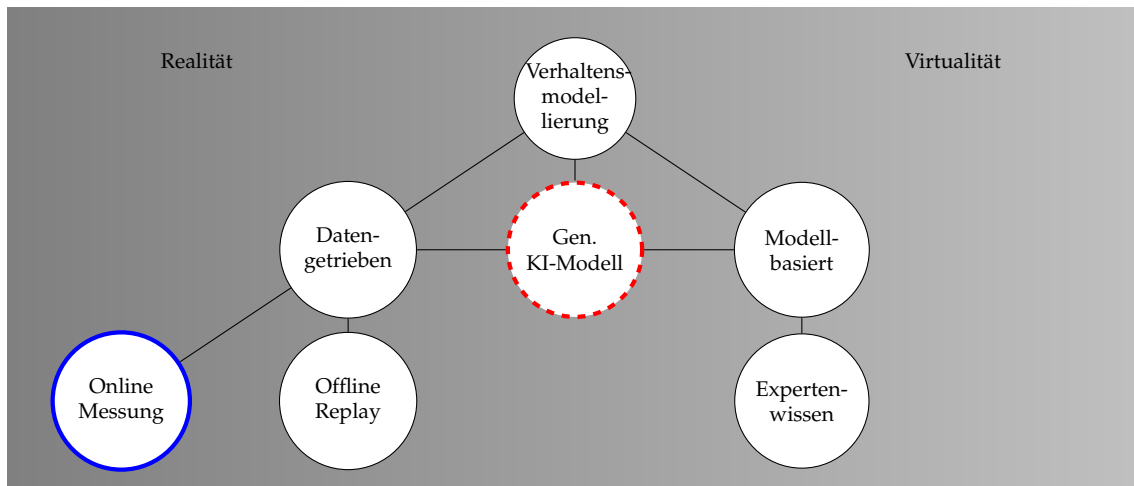 Realität
Virtualität
Verhaltens-
model-
lierung
Daten-
getrieben
Gen.
KI-Modell
Modell-
basiert
Online
Messung
Offline
Replay
Experten-
wissen